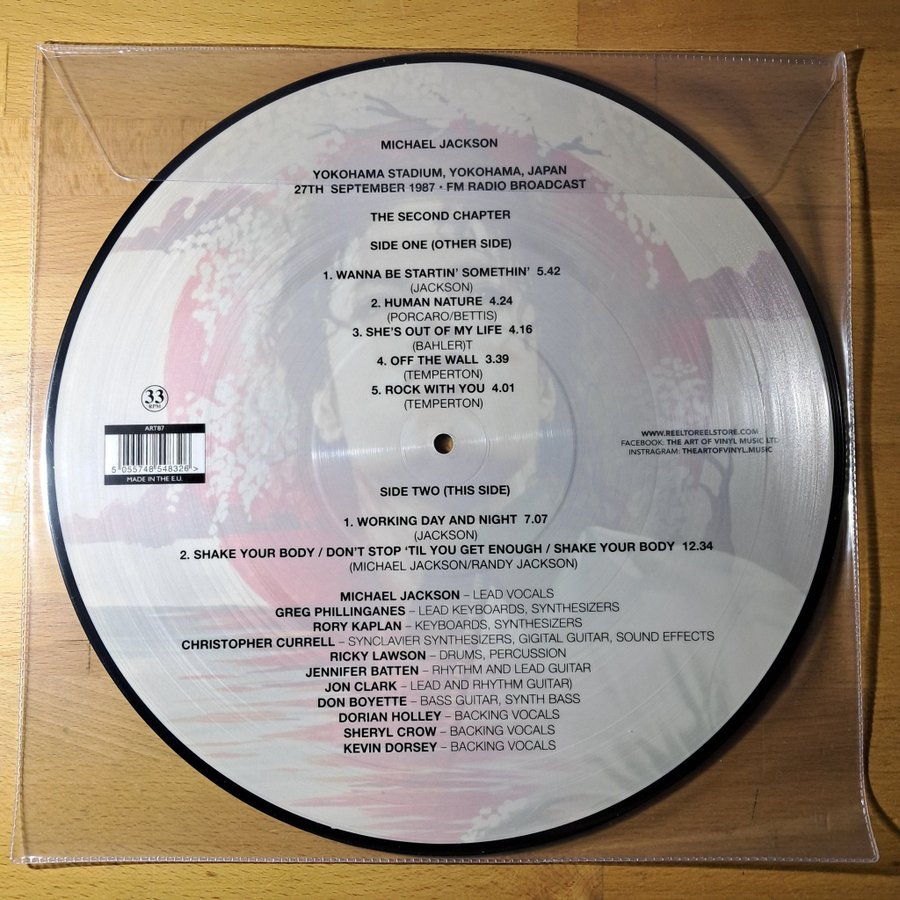 MICHAEL JACKSON
YOKOHAMA STADIUM, YOKOHAMA, JAPAN
27TH SEPTEMBER 1987 • FM RADIO BROADCAST
THE SECOND CHAPTER
SIDE ONE (OTHER SIDE)
1. WANNA BE STARTIN' SOMETHIN' 5.42
(JACKSON)
2. HUMAN NATURE 4.24
(PORCARO/BETTIS)
3. SHE'S OUT OF MY LIFE 4.16
(BAHLER)T
4. OFF THE WALL 3.39
(TEMPERTON)
5. ROCK WITH YOU 4.01
(TEMPERTON)
33
RPM
ART87
5 055748 548326 >
MADE IN THE E.U.
WWW.REELTOREELSTORE.COM
FACEBOOK: THE ART OF VINYL MUSIC LTD
INSTRAGRAM: THEARTOFVINYL.MUSIC
SIDE TWO (THIS SIDE)
1. WORKING DAY AND NIGHT 7.07
(JACKSON)
2. SHAKE YOUR BODY / DON'T STOP 'TIL YOU GET ENOUGH / SHAKE YOUR BODY 12.34
(MICHAEL JACKSON/RANDY JACKSON)
MICHAEL JACKSON – LEAD VOCALS
GREG PHILLINGANES – LEAD KEYBOARDS, SYNTHESIZERS
RORY KAPLAN – KEYBOARDS, SYNTHESIZERS
CHRISTOPHER CURRELL – SYNCLAVIER SYNTHESIZERS, GIGITAL GUITAR, SOUND EFFECTS
RICKY LAWSON – DRUMS, PERCUSSION
JENNIFER BATTEN – RHYTHM AND LEAD GUITAR
JON CLARK – LEAD AND RHYTHM GUITAR)
DON BOYETTE – BASS GUITAR, SYNTH BASS
DORIAN HOLLEY – BACKING VOCALS
SHERYL CROW – BACKING VOCALS
KEVIN DORSEY – BACKING VOCALS